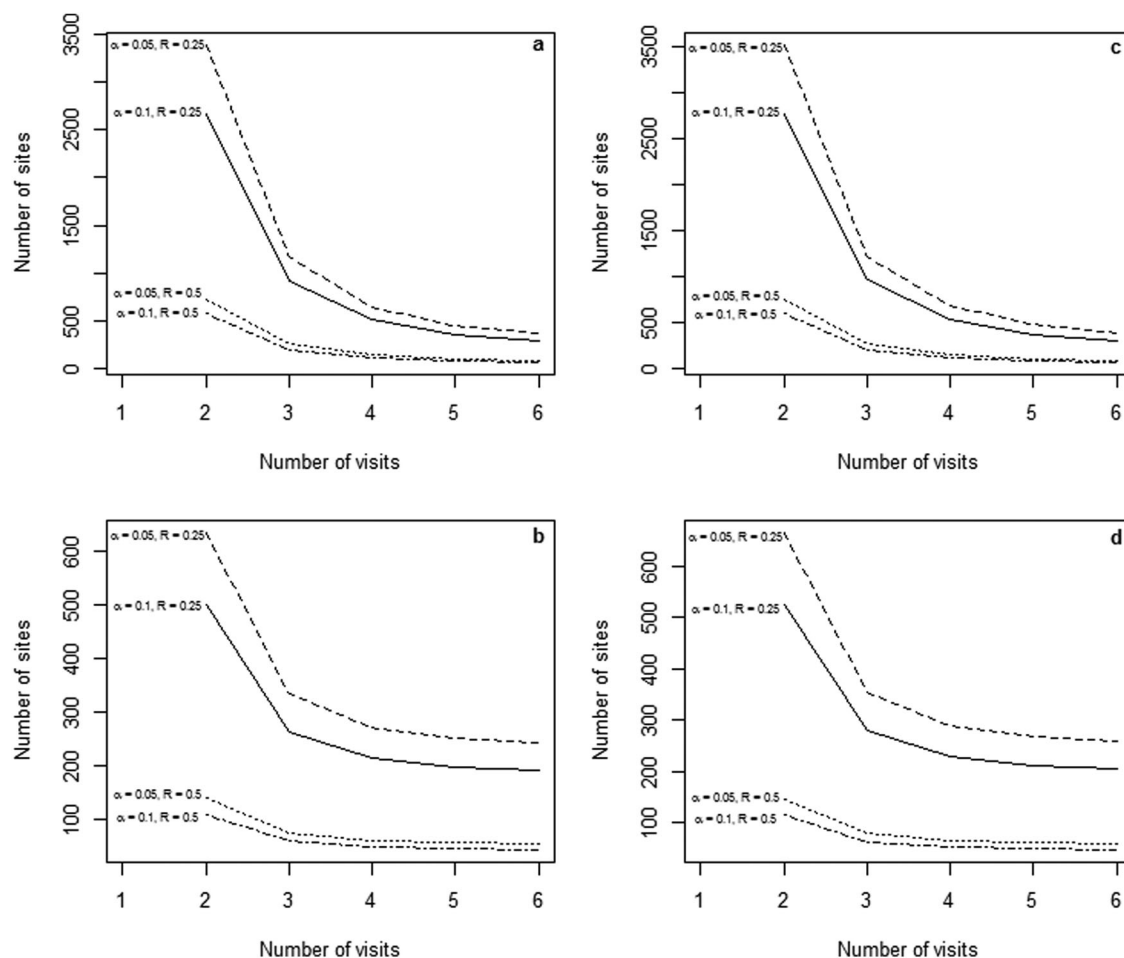 a
Number of sites
3500
2500
1500
500
0
α = 0.05, R = 0.25
α = 0.1, R = 0.25
α = 0.05, R = 0.5
α = 0.1, R = 0.5
1 2 3 4 5 6
Number of visits
c
Number of sites
3500
2500
1500
500
0
α = 0.05, R = 0.25
α = 0.1, R = 0.25
α = 0.05, R = 0.5
α = 0.1, R = 0.5
1 2 3 4 5 6
Number of visits
b
Number of sites
600
500
400
300
200
100
α = 0.05, R = 0.25
α = 0.1, R = 0.25
α = 0.05, R = 0.5
α = 0.1, R = 0.5
1 2 3 4 5 6
Number of visits
d
Number of sites
600
500
400
300
200
100
α = 0.05, R = 0.25
α = 0.1, R = 0.25
α = 0.05, R = 0.5
α = 0.1, R = 0.5
1 2 3 4 5 6
Number of visits